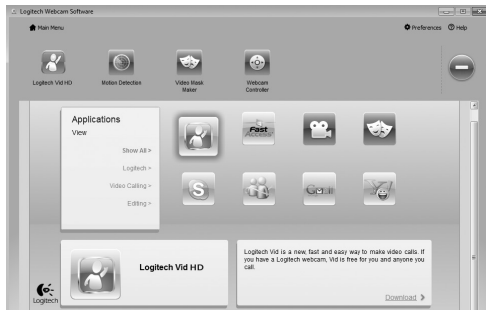 Logitech Webcam Software
Main Menu
Preferences
Help
Logitech Vid HD
Motion Detection
Video Mask
Maker
Webcam
Controller
Applications
View
Show All >
Logitech >
Video Calling >
Editing >
Fast
Access
Logitech Vid HD
Logitech Vid is a new, fast and easy way to make video calls. If
you have a Logitech webcam, Vid is free for you and anyone you
call.
Download
Logitech